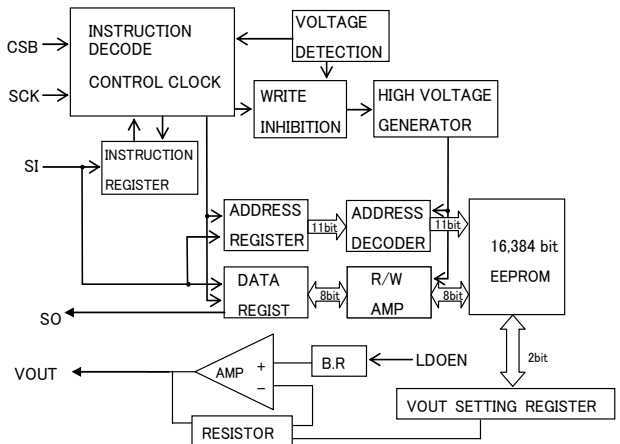 INSTRUCTION
DECODE
CONTROL CLOCK
VOLTAGE
DETECTION
CSB
SCK
WRITE
INHIBITION
HIGH VOLTAGE
GENERATOR
SI
INSTRUCTION
REGISTER
ADDRESS
REGISTER
11bit
ADDRESS
DECODER
11bit
16,384 bit
EEPROM
DATA
REGIST
8bit
R/W
AMP
8bit
SO
VOUT
AMP
+
−
B.R
LDOEN
2bit
VOUT SETTING REGISTER
RESISTOR